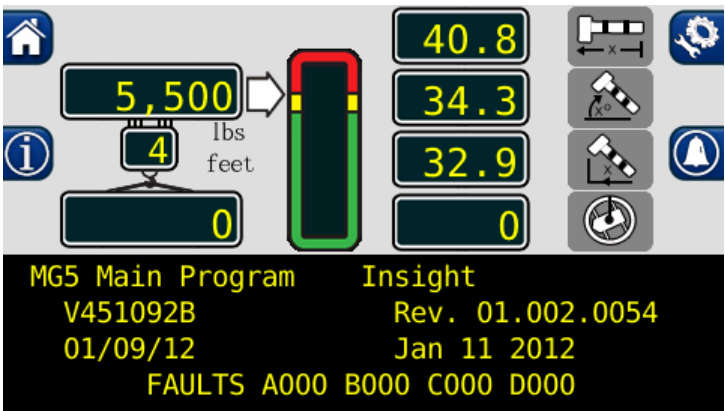 40.8
5,500
34.3
lbs
4
feet
32.9
0
0
x
x°
x
i
MG5 Main Program Insight
V451092B Rev. 01.002.0054
01/09/12 Jan 11 2012
FAULTS A000 B000 C000 D000